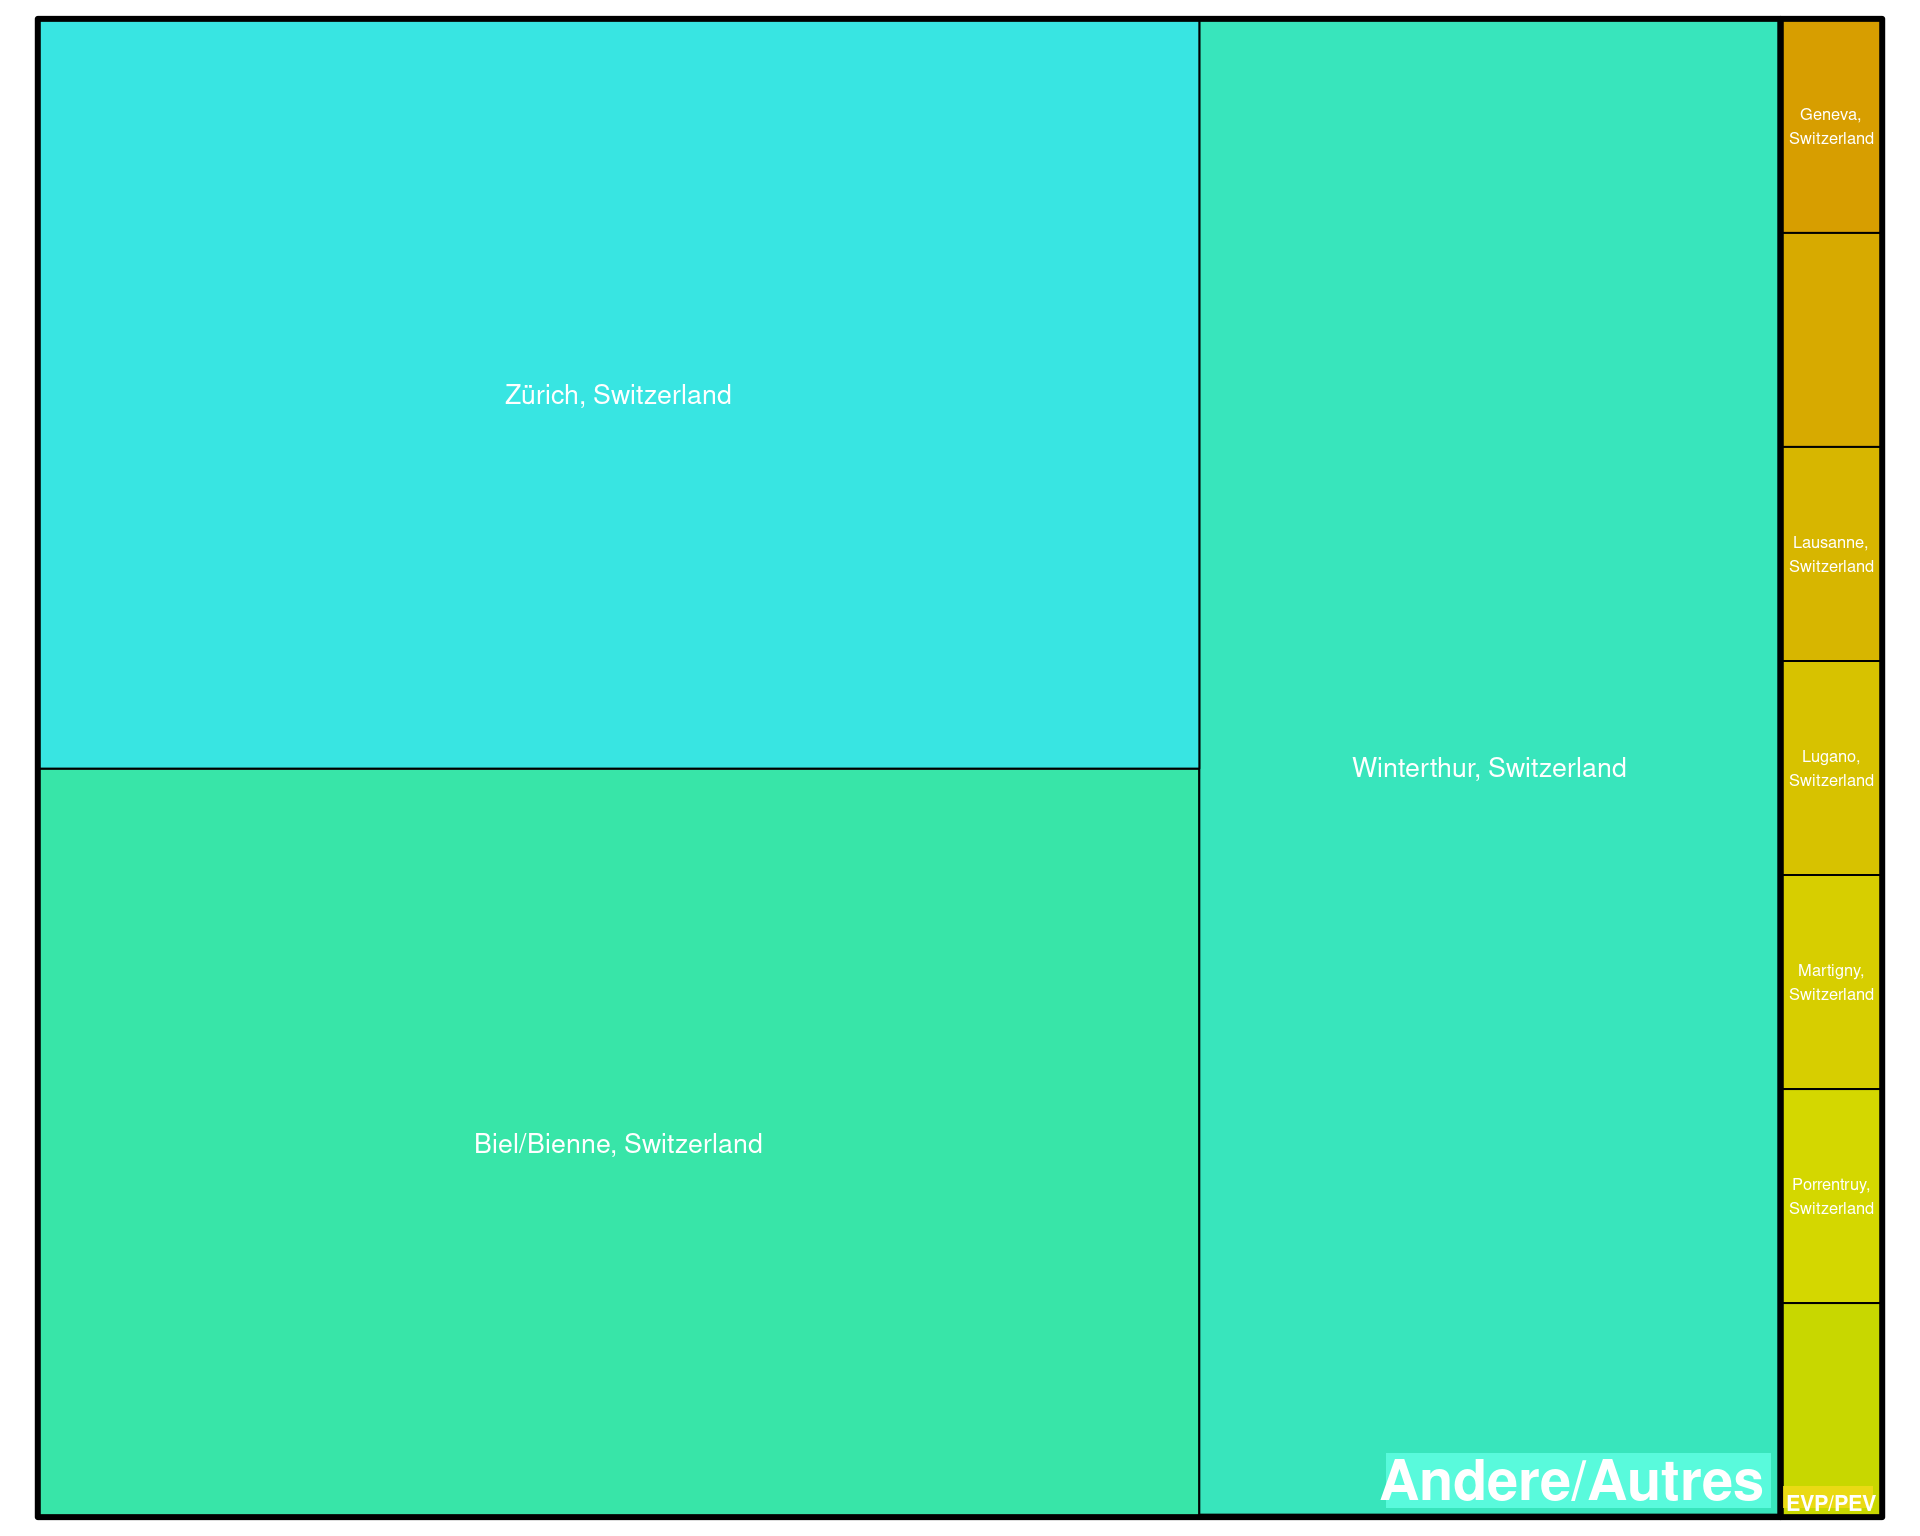 Zürich, Switzerland
Biel/Bienne, Switzerland
Winterthur, Switzerland
Andere/Autres
Geneva,
Switzerland
Lausanne,
Switzerland
Lugano,
Switzerland
Martigny,
Switzerland
Porrentruy,
Switzerland
EVP/PEV